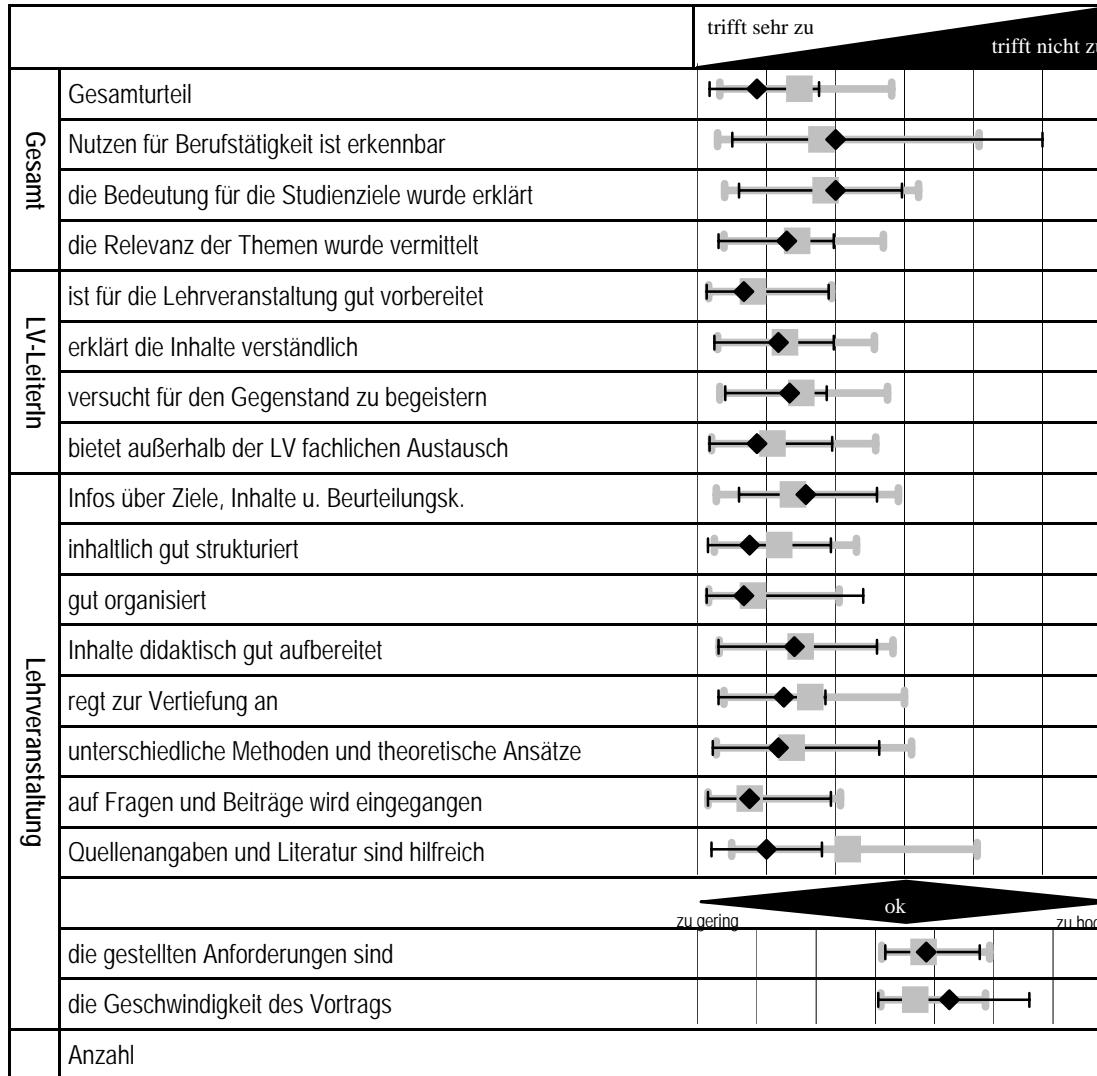 trifft sehr zu
trifft nicht zu
Gesamt
Gesamturteil
Nutzen für Berufstätigkeit ist erkennbar
die Bedeutung für die Studienziele wurde erklärt
die Relevanz der Themen wurde vermittelt
LV-LeiterIn
ist für die Lehrveranstaltung gut vorbereitet
erklärt die Inhalte verständlich
versucht für den Gegenstand zu begeistern
bietet außerhalb der LV fachlichen Austausch
Lehrveranstaltung
Infos über Ziele, Inhalte u. Beurteilungsk.
inhaltlich gut strukturiert
gut organisiert
Inhalte didaktisch gut aufbereitet
regt zur Vertiefung an
unterschiedliche Methoden und theoretische Ansätze
auf Fragen und Beiträge wird eingegangen
Quellenangaben und Literatur sind hilfreich
ok
zu gering
zu hoc
die gestellten Anforderungen sind
die Geschwindigkeit des Vortrags
Anzahl